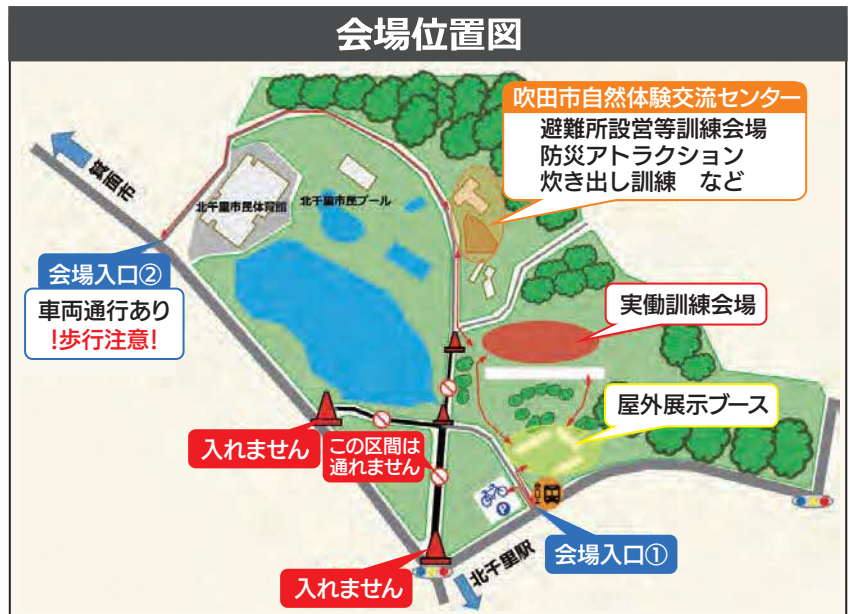 会場位置図
吹田市自然体験交流センター
避難所設営等訓練会場
防災アトラクション
炊き出し訓練 など
箕面市
北千里市民体育館
北千里市民プール
会場入口②
車両通行あり
!歩行注意!
実働訓練会場
屋外展示ブース
入れません
この区間は
通れません
P
会場入口①
入れません
北千里駅